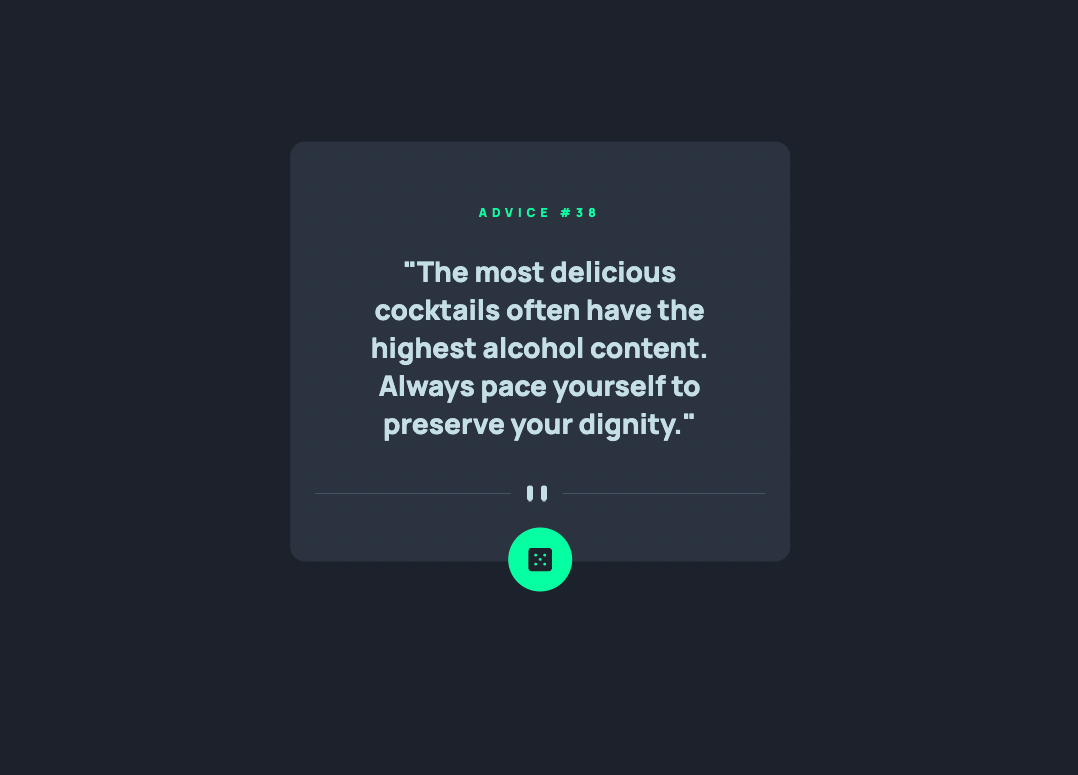 ADVICE #38
"The most delicious
cocktails often have the
highest alcohol content.
Always pace yourself to
preserve your dignity."